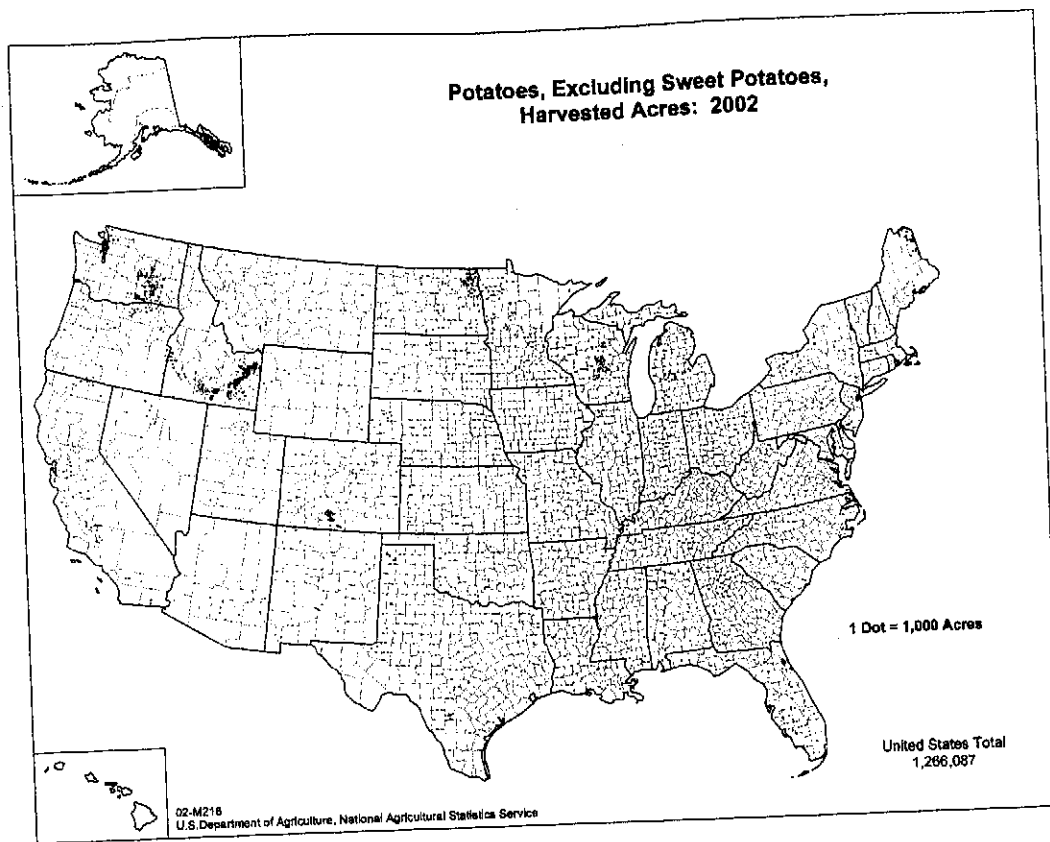 Potatoes, Excluding Sweet Potatoes,
Harvested Acres: 2002
1 Dot = 1,000 Acres
United States Total
1,266,087
02-M216
U.S.Department of Agriculture, National Agricultural Statistics Service